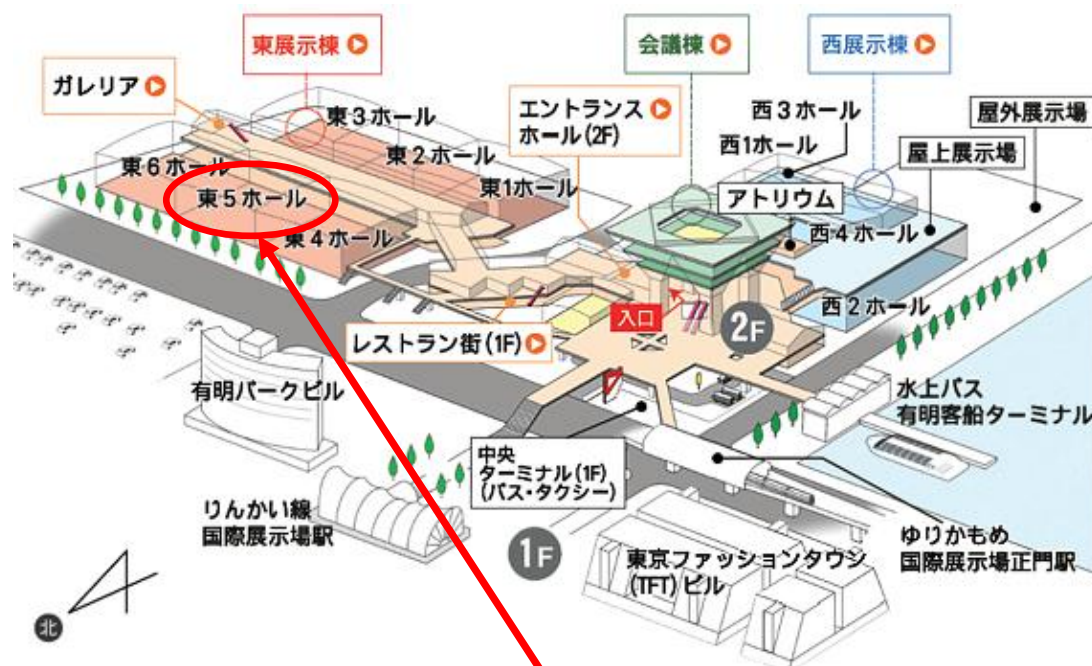 東展示棟
会議棟
西展示棟
ガレリア
エントランス
ホール(2F)
西3ホール
屋外展示場
東3ホール
西1ホール
屋上展示場
東2ホール
東6ホール
東1ホール
アトリウム
東5ホール
東4ホール
西4ホール
入口
2F
西2ホール
レストラン街(1F)
有明パークビル
水上バス
有明客船ターミナル
中央
ターミナル(1F)
(バス・タクシー)
りんかい線
国際展示場駅
1F
東京ファッションタウン
(TFT)ビル
ゆりかもめ
国際展示場正門駅
北